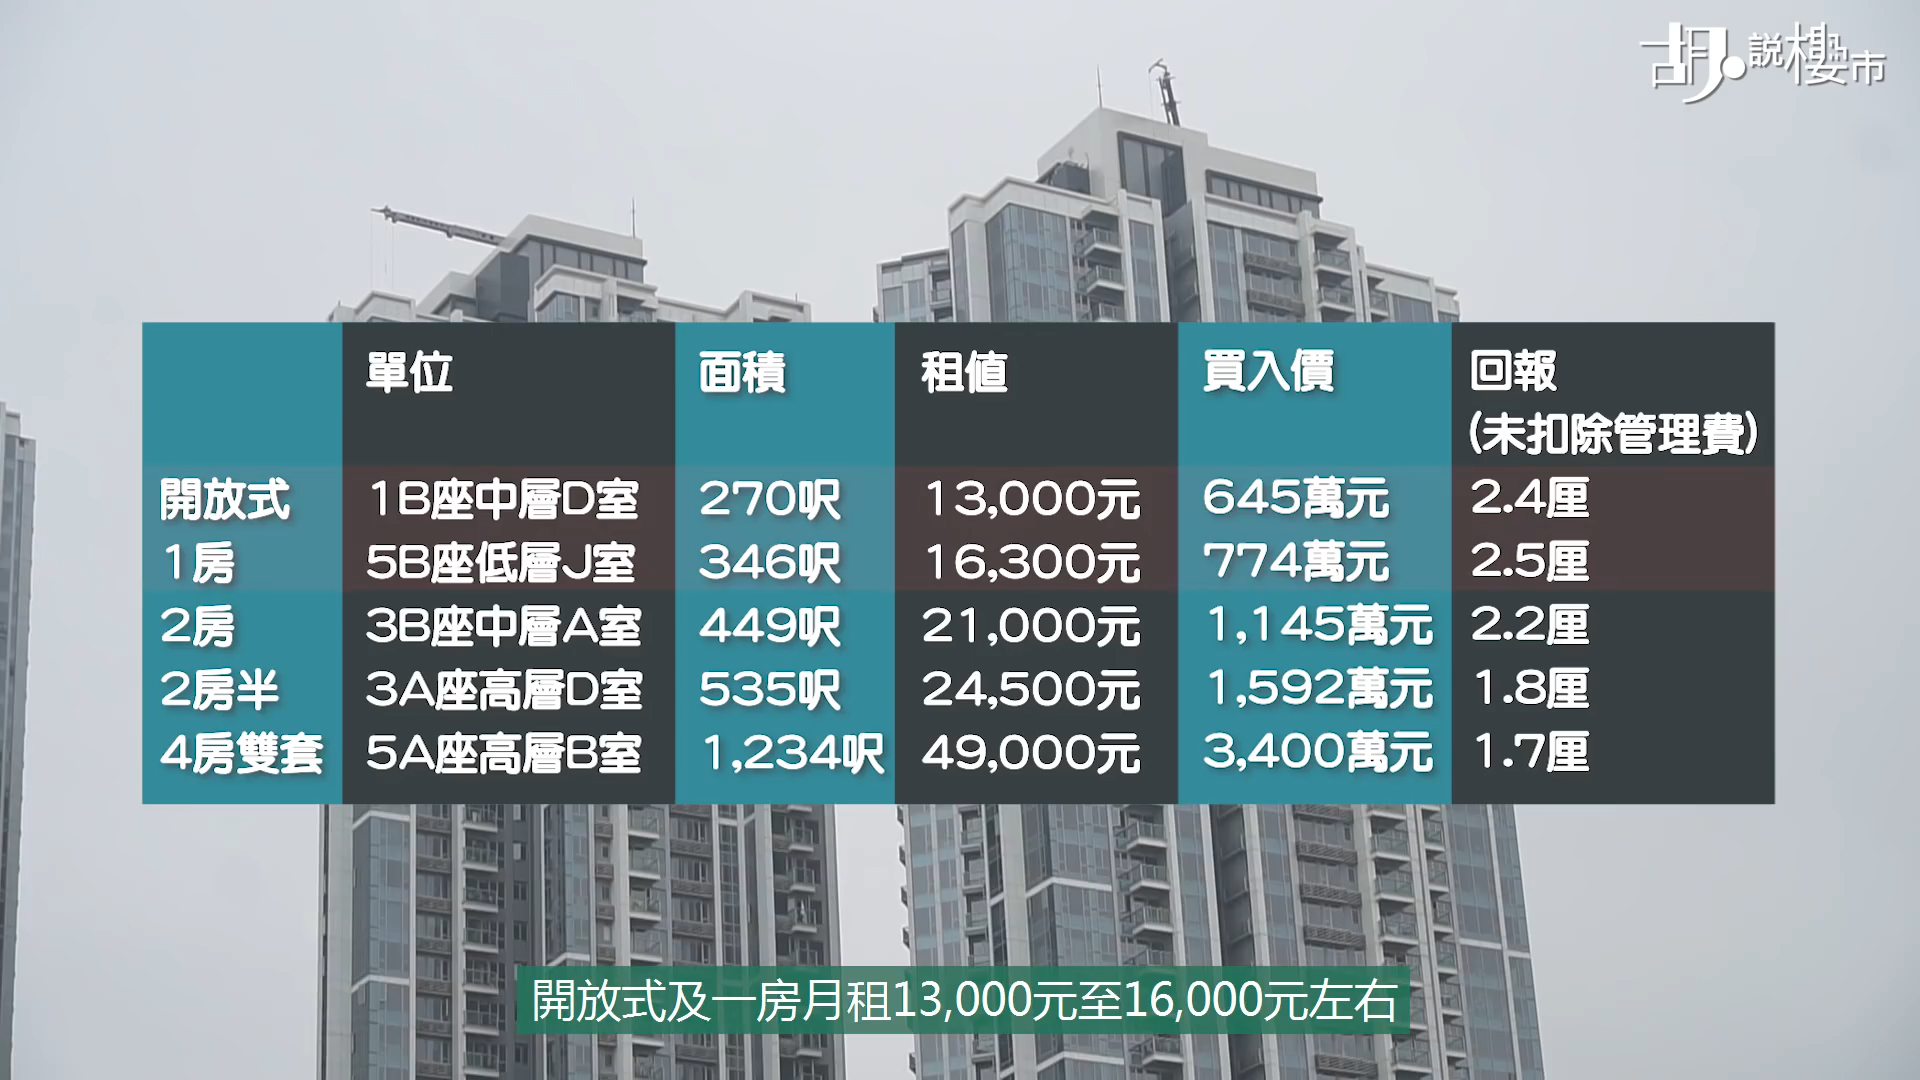 胡.説樓市
單位 面積 租值 買入價 回報
(未扣除管理費)
開放式 1B座中層D室 270呎 13,000元 645萬元 2.4厘
1房 5B座低層J室 346呎 16,300元 774萬元 2.5厘
2房 3B座中層A室 449呎 21,000元 1,145萬元 2.2厘
2房半 3A座高層D室 535呎 24,500元 1,592萬元 1.8厘
4房雙套 5A座高層B室 1,234呎 49,000元 3,400萬元 1.7厘
開放式及一房月租13,000元至16,000元左右